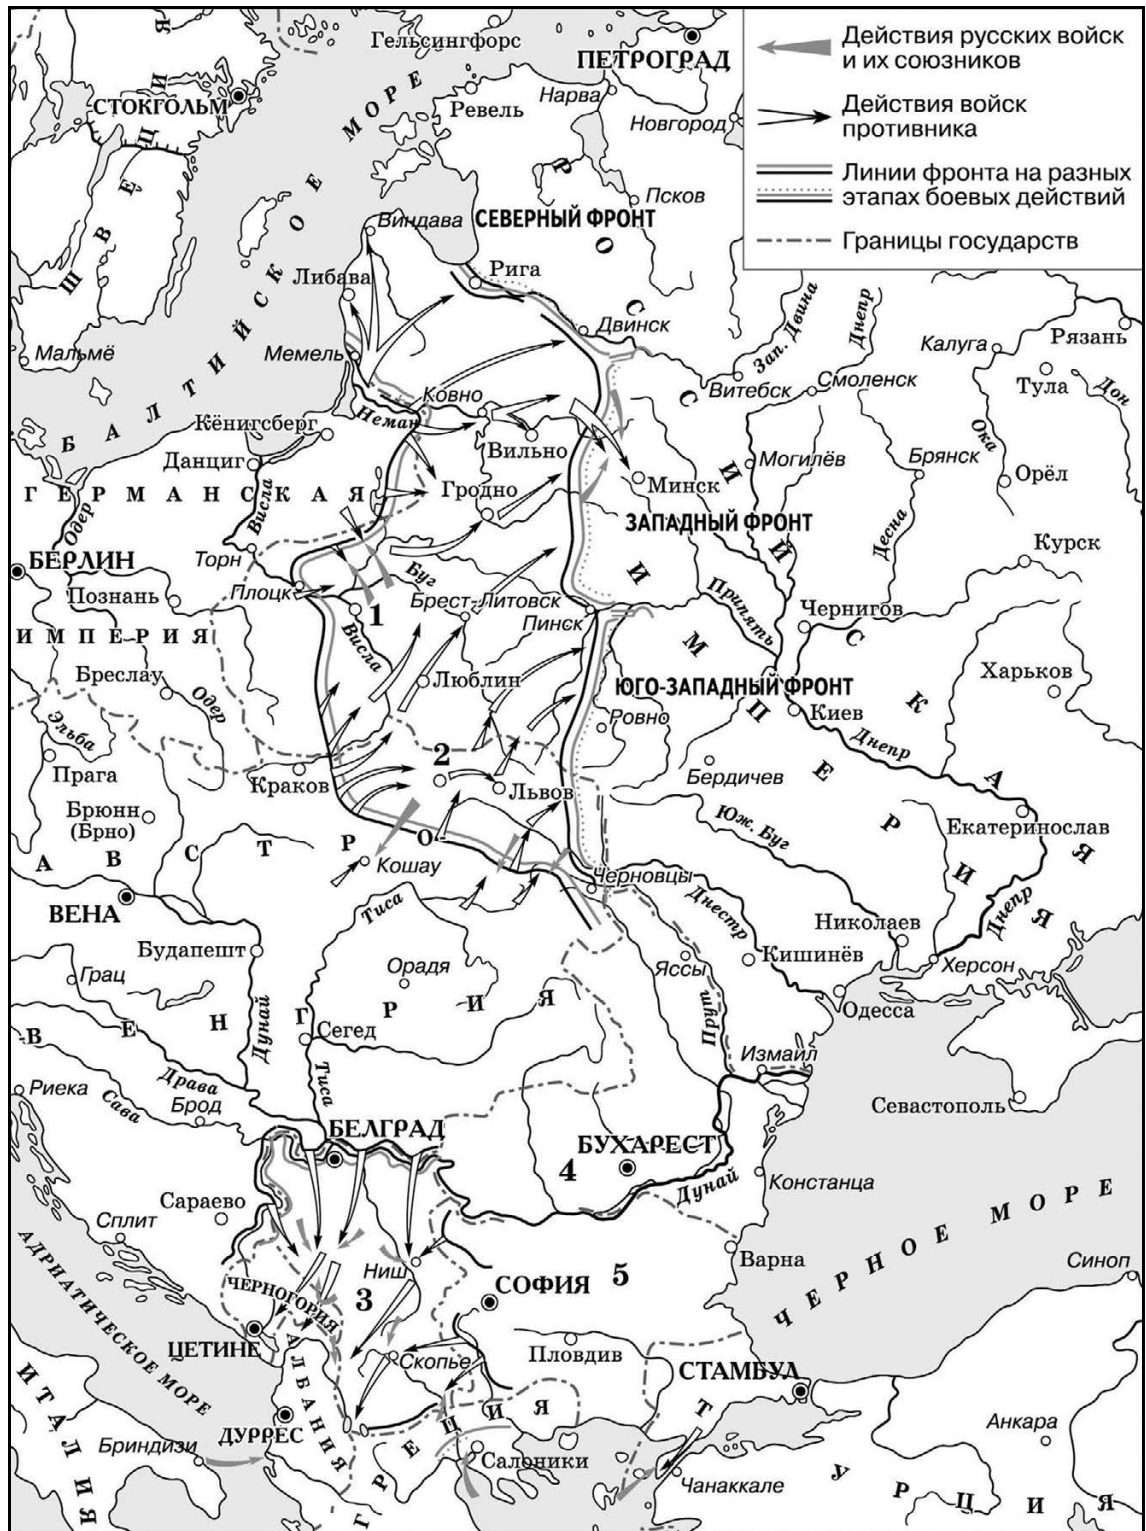 Действия русских войск
и их союзников
Действия войск
противника
Линии фронта на разных
этапах боевых действий
Границы государств
Гельсингфорс
ПЕТРОГРАД
СТОКГОЛЬМ
Ревель
Нарва
Новгород
Псков
ШВЕЦИЯ
БАЛТИЙСКОЕ МОРЕ
Виндава
СЕВЕРНЫЙ ФРОНТ
Рига
Либава
Двинск
Зап. Двина
Днепр
Рязань
Калуга
Мальмё
Мемель
Витебск
Смоленск
Тула
Дон
Ковно
Неман
Кёнигсберг
Вильно
Ока
Данциг
Могилёв
Брянск
Орёл
ГЕРМАНСКАЯ
Гродно
Минск
Одер
Висла
ЗАПАДНЫЙ ФРОНТ
Десна
Курск
БЕРЛИН
Торн
Познань
Плоцк
Буг
Брест-Литовск
Пинск
Припять
Чернигов
1
ИМПЕРИЯ
Висла
РОССИЙСКАЯ
ИМПЕРИЯ
Харьков
Бреслау
Одер
Люблин
ЮГО-ЗАПАДНЫЙ ФРОНТ
Киев
Эльба
Ровно
Днепр
Прага
Краков
2
Львов
Бердичев
Брюнн
(Брно)
Юж. Буг
Екатеринослав
АВСТРО
Кошау
Черновцы
ВЕНА
Тиса
Днестр
Днепр
Николаев
Будапешт
Кишинёв
Херсон
Грац
Орадя
Яссы
Одесса
ВЕНГРИЯ
Дунай
Сегед
Прут
Измаил
Риека
Драва
Сава
Брод
Тиса
Севастополь
БЕЛГРАД
БУХАРЕСТ
4
Дунай
Констанца
Сараево
Сплит
ЧЕРНОЕ МОРЕ
Варна
АДРИАТИЧЕСКОЕ МОРЕ
Ниш
СОФИЯ
5
Синоп
ЧЕРНОГОРИЯ
3
ЦЕТИНЕ
Скопье
Пловдив
СТАМБУЛ
ИТАЛИЯ
АЛБАНИЯ
ДУРРЕС
ГРЕЦИЯ
Анкара
Бриндизи
Салоники
Чанаккале
ТУРЦИЯ